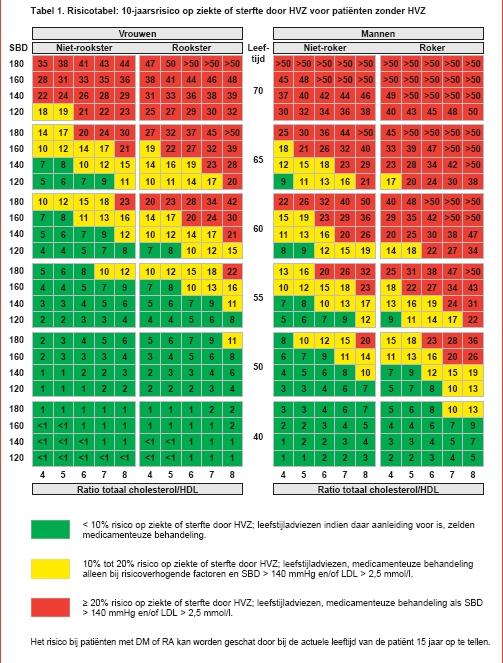 Tabel 1. Risicotabel: 10-jaarsrisico op ziekte of sterfte door HVZ voor patiënten zonder HVZ
Vrouwen Mannen
SBD Niet-rookster Rookster Leef-tijd Niet-roker Roker
180 35 38 41 43 44 47 50 >50 >50 >50 >50 >50 >50 >50 >50 >50 >50 >50 >50 >50
160 28 31 33 35 36 38 41 44 46 48 45 48 >50 >50 >50 >50 >50 >50 >50 >50
70
140 22 24 26 28 29 31 33 36 38 39 37 40 42 44 46 49 >50 >50 >50 >50
120 18 19 21 22 23 25 27 29 30 32 30 32 34 36 38 40 43 45 48 50
180 14 17 20 24 30 27 32 37 45 >50 25 30 36 44 >50 45 >50 >50 >50 >50
160 10 12 14 17 21 19 22 27 32 39 18 21 26 32 40 33 39 47 >50 >50
65
140 7 8 10 12 15 14 16 19 23 28 12 15 18 23 29 23 28 34 42 >50
120 5 6 7 9 11 10 11 14 17 20 9 11 13 16 21 17 20 24 30 38
180 10 12 15 18 23 20 23 28 34 42 22 26 32 40 50 40 48 >50 >50 >50
160 7 8 11 13 16 14 17 20 24 30 15 19 23 29 36 29 35 42 >50 >50
60
140 5 6 7 9 12 10 12 14 17 21 11 13 16 20 26 20 25 30 38 47
120 4 4 5 7 8 7 8 10 12 15 8 9 12 15 19 14 18 22 27 34
180 5 6 8 10 12 10 12 15 18 22 13 16 20 26 32 25 31 38 47 >50
160 4 4 5 7 9 7 8 10 13 16 10 12 15 18 23 18 22 27 34 43
55
140 3 3 4 5 6 5 6 7 9 11 7 8 10 13 17 13 16 19 24 31
120 2 2 3 3 4 4 4 5 6 8 5 6 7 9 12 9 11 14 17 22
180 2 3 4 5 6 5 6 7 9 11 8 10 12 15 20 15 18 23 28 36
160 2 3 3 3 4 3 4 5 6 8 6 7 9 11 14 11 13 16 20 26
50
140 1 1 2 2 3 2 3 3 4 6 4 5 6 8 10 7 9 12 15 19
120 1 1 1 2 2 2 2 2 3 4 3 3 4 6 7 5 7 8 10 13
180 1 1 1 1 1 1 1 1 2 2 3 3 4 6 7 5 6 8 10 13
160 <1 <1 1 1 1 1 1 1 1 2 2 2 3 4 5 4 4 6 7 9
40
140 <1 <1 <1 1 1 <1 <1 1 1 1 1 2 2 3 4 3 3 4 5 7
120 <1 <1 <1 <1 1 <1 <1 1 1 1 1 1 2 2 3 2 2 3 4 5
4 5 6 7 8 4 5 6 7 8 4 5 6 7 8 4 5 6 7 8
Ratio totaal cholesterol/HDL Ratio totaal cholesterol/HDL
< 10% risico op ziekte of sterfte door HVZ; leefstijladviezen indien daar aanleiding voor is, zelden
medicamenteuze behandeling.
10% tot 20% risico op ziekte of sterfte door HVZ; leefstijladviezen, medicamenteuze behandeling
alleen bij risicoverhogende factoren en SBD > 140 mmHg en/of LDL > 2,5 mmol/l.
≥ 20% risico op ziekte of sterfte door HVZ; leefstijladviezen, medicamenteuze behandeling als SBD
> 140 mmHg en/of LDL > 2,5 mmol/l.
Het risico bij patiënten met DM of RA kan worden geschat door bij de actuele leeftijd van de patiënt 15 jaar op te tellen.